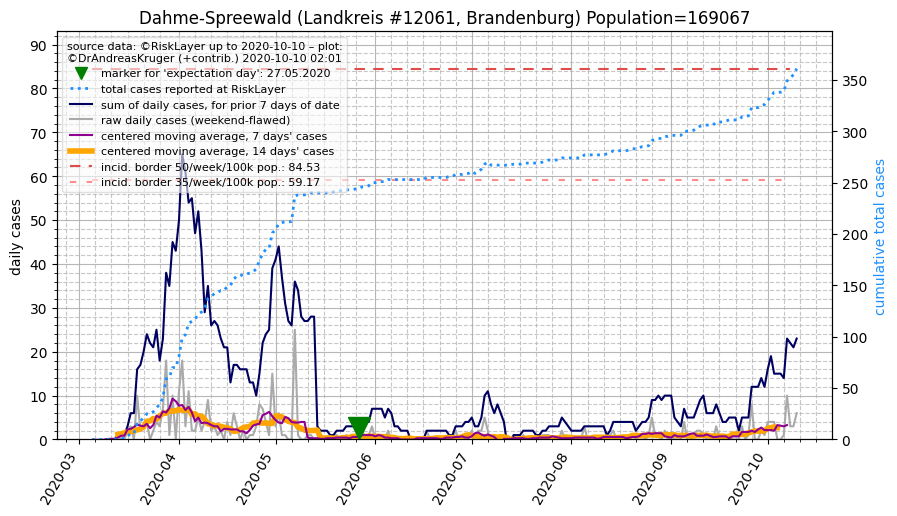 Dahme-Spreewald (Landkreis #12061, Brandenburg) Population=169067
source data: ©RiskLayer up to 2020-10-10 – plot:
©DrAndreasKruger (+contrib.) 2020-10-10 02:01
marker for 'expectation day': 27.05.2020
total cases reported at RiskLayer
sum of daily cases, for prior 7 days of date
raw daily cases (weekend-flawed)
centered moving average, 7 days' cases
centered moving average, 14 days' cases
incid. border 50/week/100k pop.: 84.53
incid. border 35/week/100k pop.: 59.17
daily cases
90
80
70
60
50
40
30
20
10
0
cumulative total cases
350
300
250
200
150
100
50
0
2020-03
2020-04
2020-05
2020-06
2020-07
2020-08
2020-09
2020-10